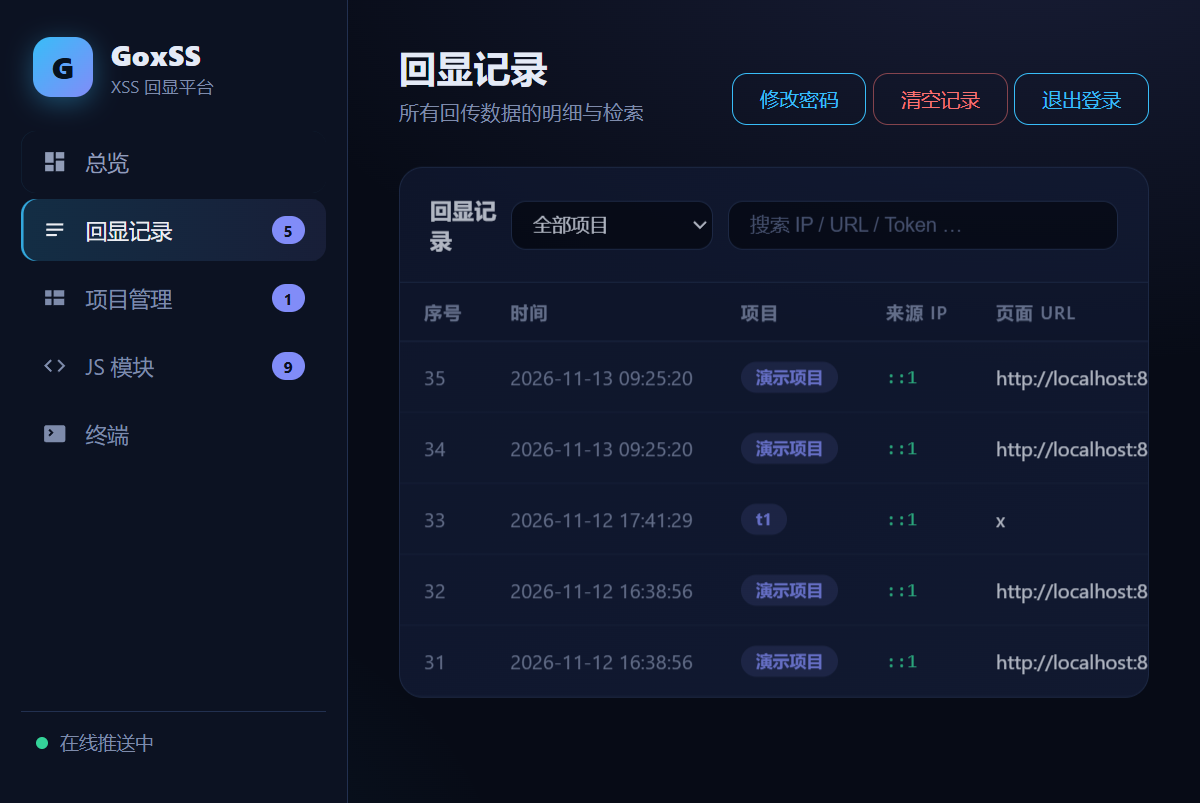 G
GoxSS
XSS 回显平台
总览
回显记录 5
项目管理 1
JS 模块 9
终端
在线推送中
回显记录
所有回传数据的明细与检索
修改密码 清空记录 退出登录
回显记
录
全部项目
搜索 IP / URL / Token …
序号 时间 项目 来源 IP 页面 URL
35 2026-11-13 09:25:20 演示项目 ::1 http://localhost:8
34 2026-11-13 09:25:20 演示项目 ::1 http://localhost:8
33 2026-11-12 17:41:29 t1 ::1 x
32 2026-11-12 16:38:56 演示项目 ::1 http://localhost:8
31 2026-11-12 16:38:56 演示项目 ::1 http://localhost:8